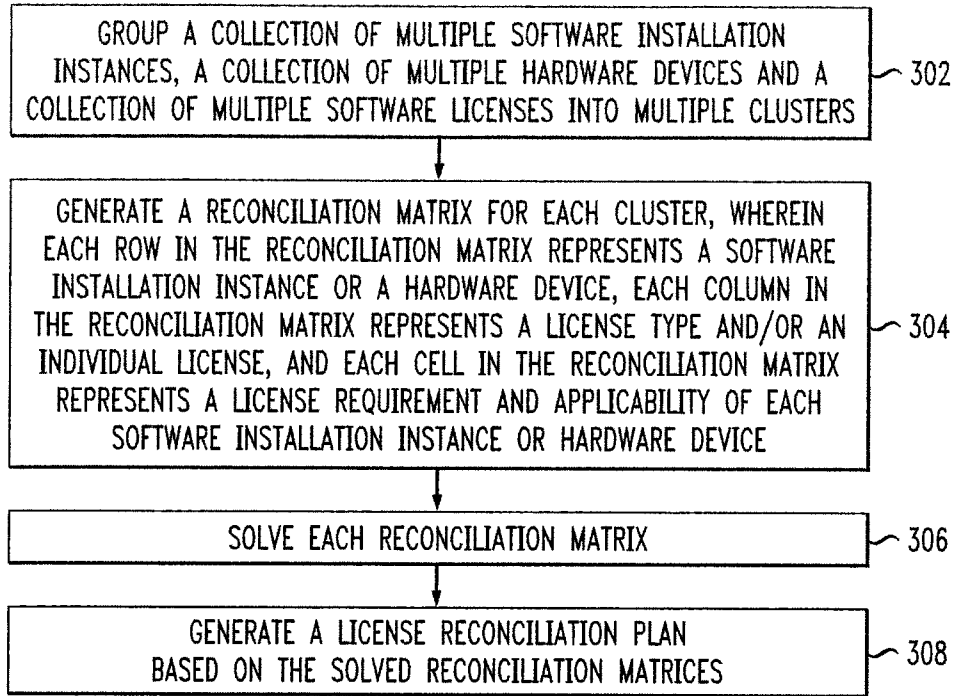 GROUP A COLLECTION OF MULTIPLE SOFTWARE INSTALLATION
INSTANCES, A COLLECTION OF MULTIPLE HARDWARE DEVICES AND A
COLLECTION OF MULTIPLE SOFTWARE LICENSES INTO MULTIPLE CLUSTERS
302
GENERATE A RECONCILIATION MATRIX FOR EACH CLUSTER, WHEREIN
EACH ROW IN THE RECONCILIATION MATRIX REPRESENTS A SOFTWARE
INSTALLATION INSTANCE OR A HARDWARE DEVICE, EACH COLUMN IN
THE RECONCILIATION MATRIX REPRESENTS A LICENSE TYPE AND/OR AN
INDIVIDUAL LICENSE, AND EACH CELL IN THE RECONCILIATION MATRIX
REPRESENTS A LICENSE REQUIREMENT AND APPLICABILITY OF EACH
SOFTWARE INSTALLATION INSTANCE OR HARDWARE DEVICE
304
SOLVE EACH RECONCILIATION MATRIX
306
GENERATE A LICENSE RECONCILIATION PLAN
BASED ON THE SOLVED RECONCILIATION MATRICES
308